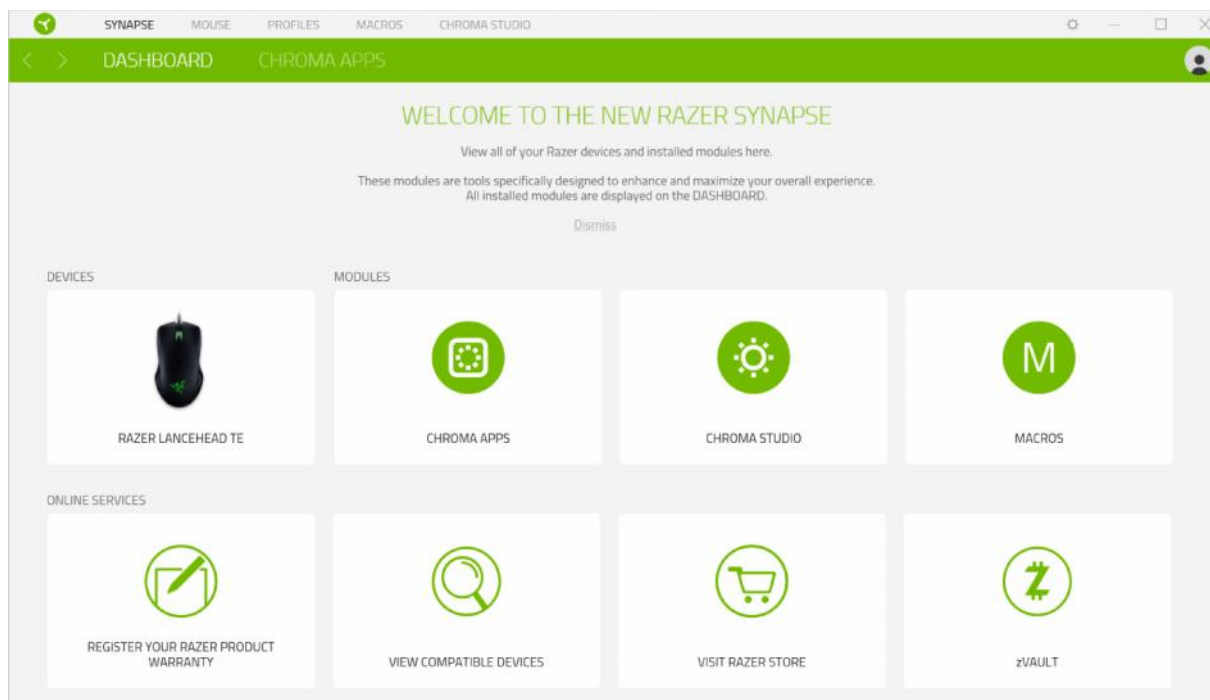 SYNAPSE MOUSE PROFILES MACROS CHROMA STUDIO
DASHBOARD CHROMA APPS
WELCOME TO THE NEW RAZER SYNAPSE
View all of your Razer devices and installed modules here.
These modules are tools specifically designed to enhance and maximize your overall experience.
All installed modules are displayed on the DASHBOARD.
Dismiss
DEVICES MODULES
M
RAZER LANCEHEAD TE CHROMA APPS CHROMA STUDIO MACROS
ONLINE SERVICES
REGISTER YOUR RAZER PRODUCT
WARRANTY VIEW COMPATIBLE DEVICES VISIT RAZER STORE zVAULT